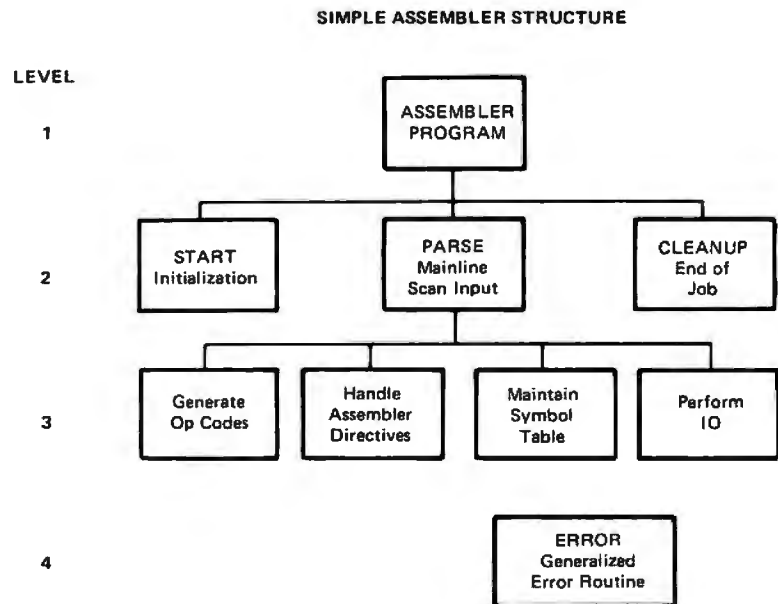 SIMPLE ASSEMBLER STRUCTURE
LEVEL
1
ASSEMBLER
PROGRAM
2
START
Initialization
PARSE
Mainline
Scan Input
CLEANUP
End of
Job
3
Generate
Op Codes
Handle
Assembler
Directives
Maintain
Symbol
Table
Perform
IO
4
ERROR
Generalized
Error Routine